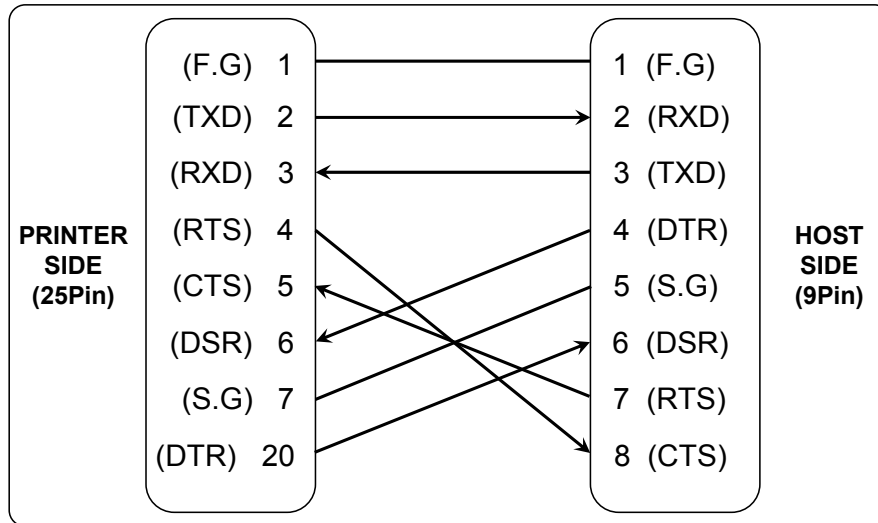 (F.G) 1 1 (F.G)
(TXD) 2 2 (RXD)
(RXD) 3 3 (TXD)
(RTS) 4 4 (DTR)
PRINTER
SIDE
(25Pin)
HOST
SIDE
(9Pin)
(CTS) 5 5 (S.G)
(DSR) 6 6 (DSR)
(S.G) 7 7 (RTS)
(DTR) 20 8 (CTS)